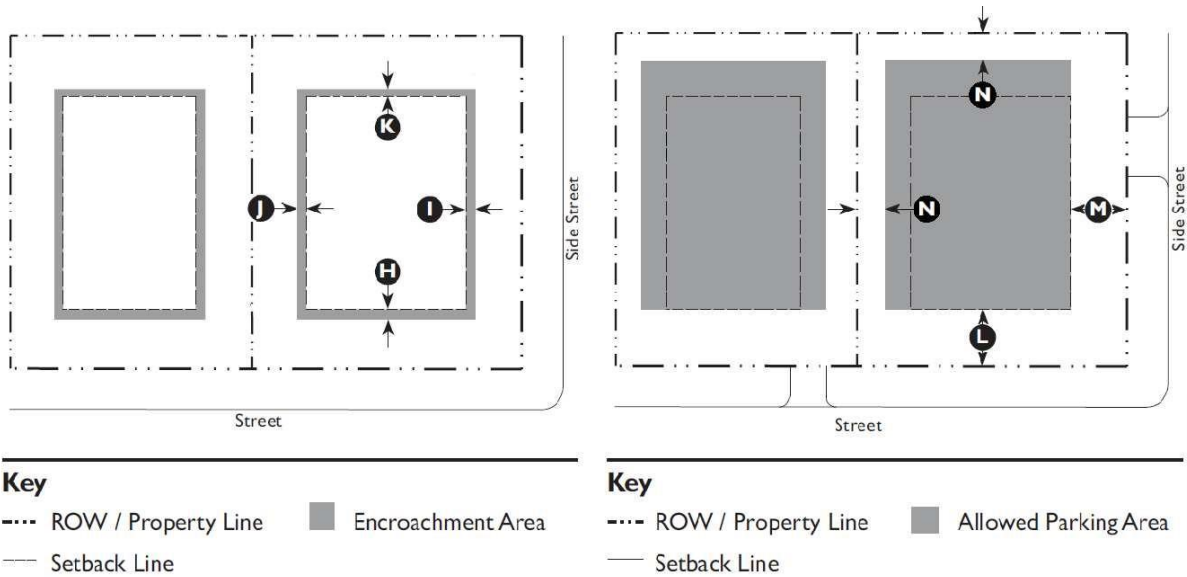 K
J
I
H
Side Street
Street
Key
ROW / Property Line
Encroachment Area
Setback Line
N
N
M
L
Side Street
Street
Key
ROW / Property Line
Allowed Parking Area
Setback Line